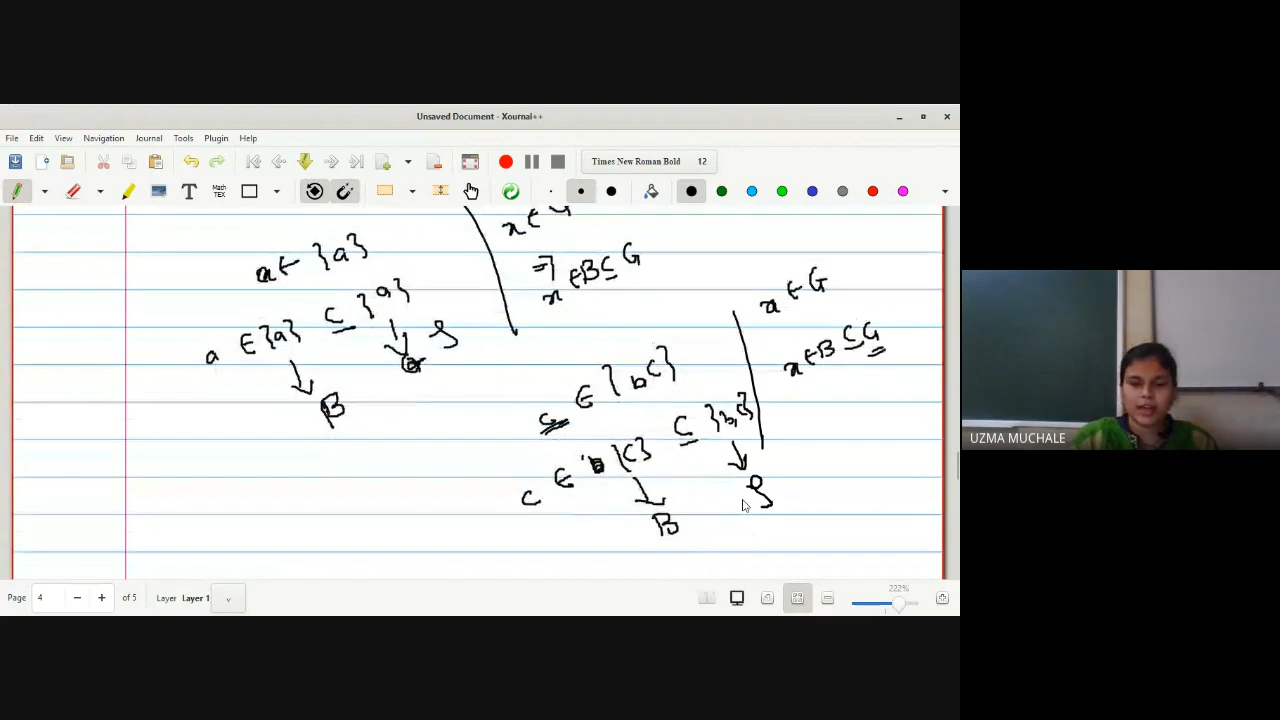 Unsaved Document - Xournal++
File Edit View Navigation Journal Tools Plugin Help
Times New Roman Bold 12
x ∈ G
a ∈ {a}
⇒ x ∈ B ⊆ G
a ∈ {a} ⊆ {a}
B
x ∈ G
x ∈ B ⊆ G
c ∈ {b c}
c ∈ {c} ⊆ {b, c}
B
UZMA MUCHALE
Page 4 of 5 Layer Layer 1
222%